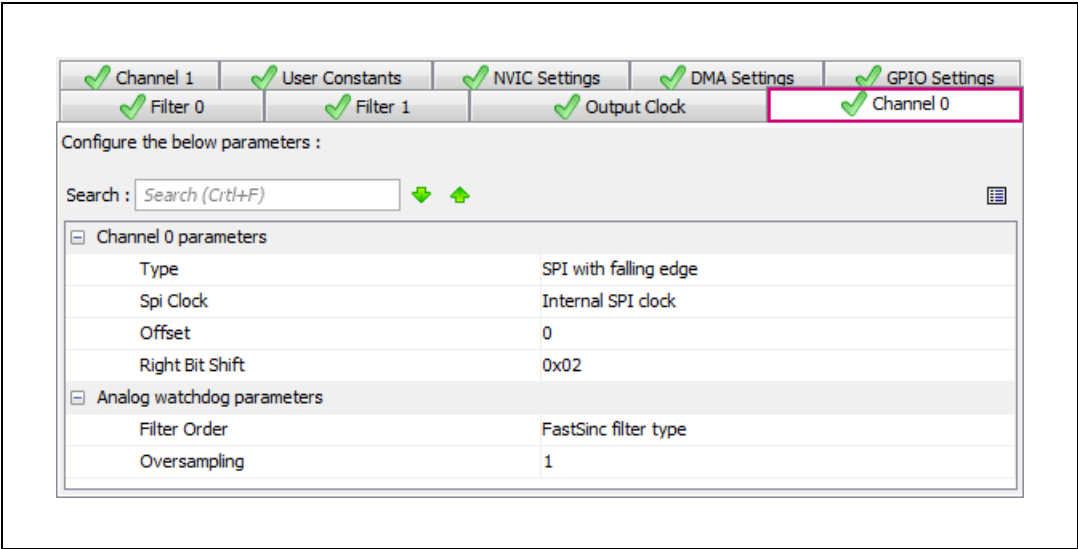 Channel 1 User Constants NVIC Settings DMA Settings GPIO Settings
Filter 0 Filter 1 Output Clock Channel 0
Configure the below parameters :
Search : Search (Crtl+F)
Channel 0 parameters
Type SPI with falling edge
Spi Clock Internal SPI clock
Offset 0
Right Bit Shift 0x02
Analog watchdog parameters
Filter Order FastSinc filter type
Oversampling 1